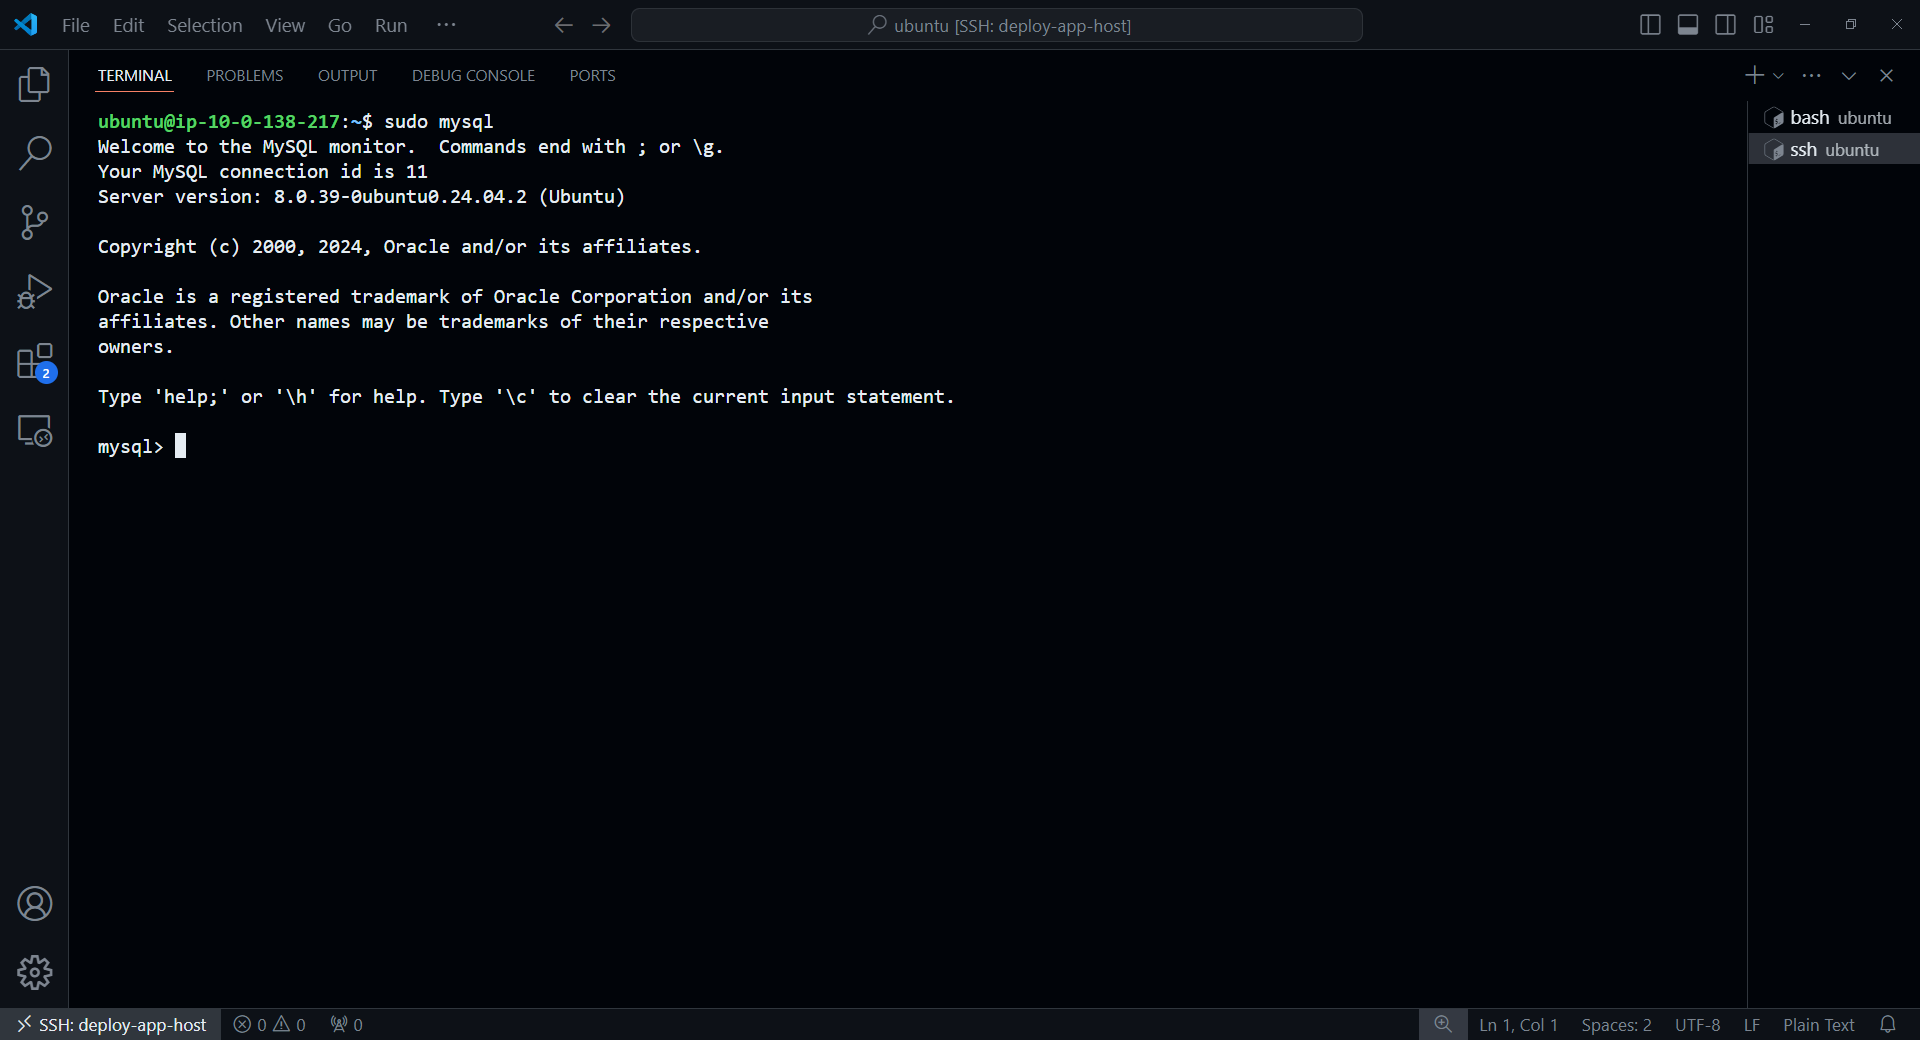 File Edit Selection View Go Run ···
ubuntu [SSH: deploy-app-host]
TERMINAL PROBLEMS OUTPUT DEBUG CONSOLE PORTS
ubuntu@ip-10-0-138-217:~$ sudo mysql
Welcome to the MySQL monitor.  Commands end with ; or \g.
Your MySQL connection id is 11
Server version: 8.0.39-0ubuntu0.24.04.2 (Ubuntu)
Copyright (c) 2000, 2024, Oracle and/or its affiliates.
Oracle is a registered trademark of Oracle Corporation and/or its
affiliates. Other names may be trademarks of their respective
owners.
Type 'help;' or '\h' for help. Type '\c' to clear the current input statement.
mysql>
bash ubuntu
ssh ubuntu
2
SSH: deploy-app-host 0 0 0 Ln 1, Col 1 Spaces: 2 UTF-8 LF Plain Text